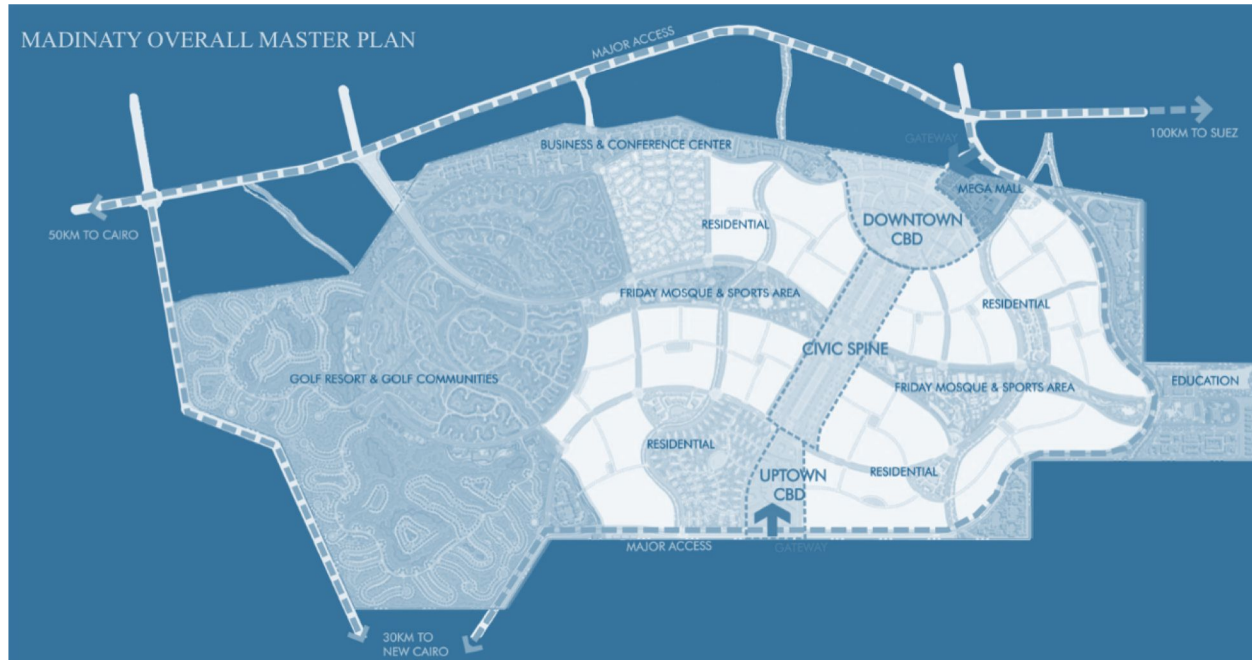 MADINATY OVERALL MASTER PLAN
MAJOR ACCESS
100KM TO SUEZ
GATEWAY
BUSINESS & CONFERENCE CENTER
MEGA MALL
50KM TO CAIRO
RESIDENTIAL
DOWNTOWN
CBD
FRIDAY MOSQUE & SPORTS AREA
RESIDENTIAL
CIVIC SPINE
GOLF RESORT & GOLF COMMUNITIES
FRIDAY MOSQUE & SPORTS AREA
EDUCATION
RESIDENTIAL
UPTOWN
CBD
RESIDENTIAL
MAJOR ACCESS
GATEWAY
30KM TO
NEW CAIRO